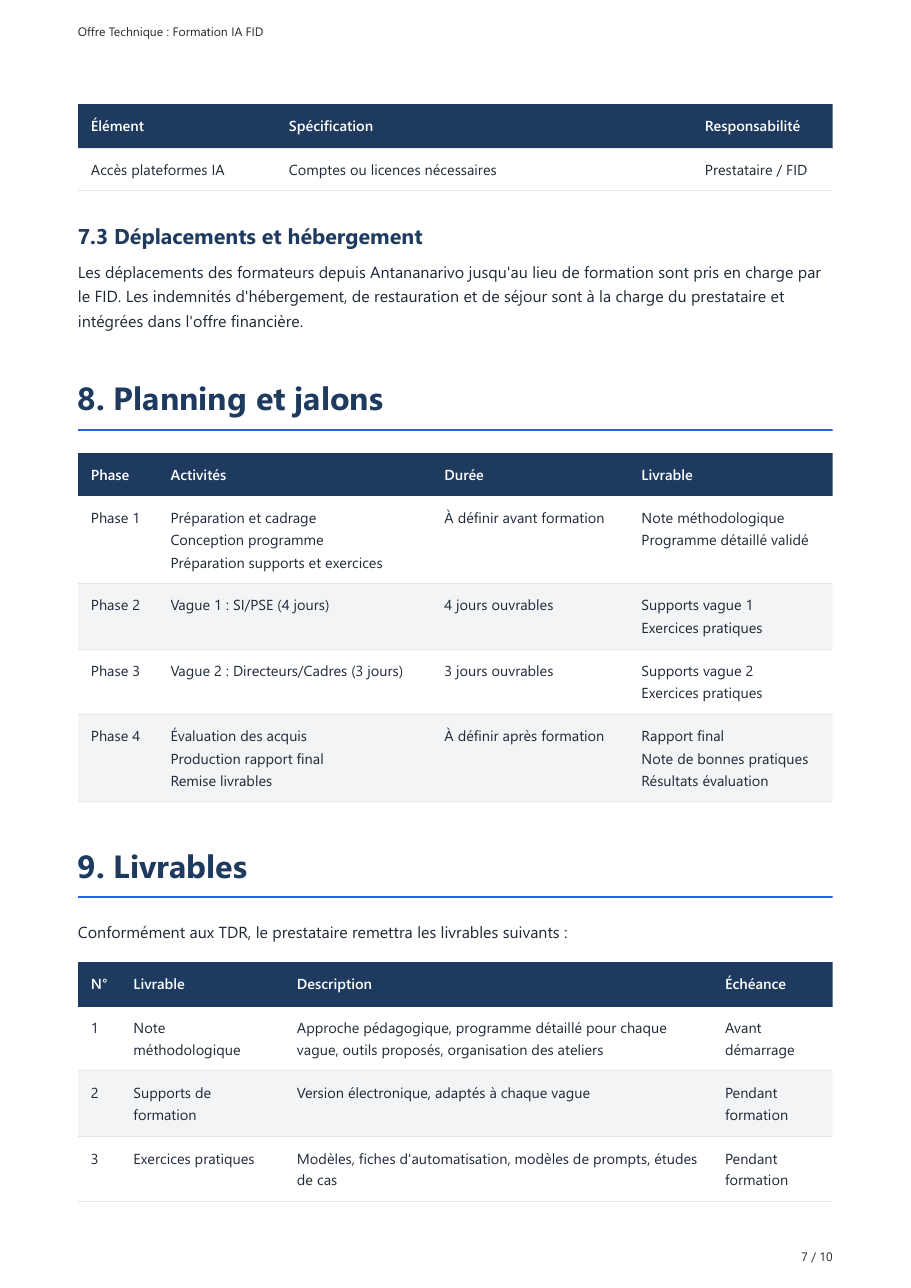 Offre Technique : Formation IA FID
Élément Spécification Responsabilité
Accès plateformes IA Comptes ou licences nécessaires Prestataire / FID
7.3 Déplacements et hébergement
Les déplacements des formateurs depuis Antananarivo jusqu'au lieu de formation sont pris en charge par
le FID. Les indemnités d'hébergement, de restauration et de séjour sont à la charge du prestataire et
intégrées dans l'offre financière.
8. Planning et jalons
Phase Activités Durée Livrable
Phase 1 Préparation et cadrage À définir avant formation Note méthodologique
Conception programme Programme détaillé validé
Préparation supports et exercices
Phase 2 Vague 1 : SI/PSE (4 jours) 4 jours ouvrables Supports vague 1
Exercices pratiques
Phase 3 Vague 2 : Directeurs/Cadres (3 jours) 3 jours ouvrables Supports vague 2
Exercices pratiques
Phase 4 Évaluation des acquis À définir après formation Rapport final
Production rapport final Note de bonnes pratiques
Remise livrables Résultats évaluation
9. Livrables
Conformément aux TDR, le prestataire remettra les livrables suivants :
N° Livrable Description Échéance
1 Note Approche pédagogique, programme détaillé pour chaque Avant
méthodologique vague, outils proposés, organisation des ateliers démarrage
2 Supports de Version électronique, adaptés à chaque vague Pendant
formation formation
3 Exercices pratiques Modèles, fiches d'automatisation, modèles de prompts, études Pendant
de cas formation
7 / 10